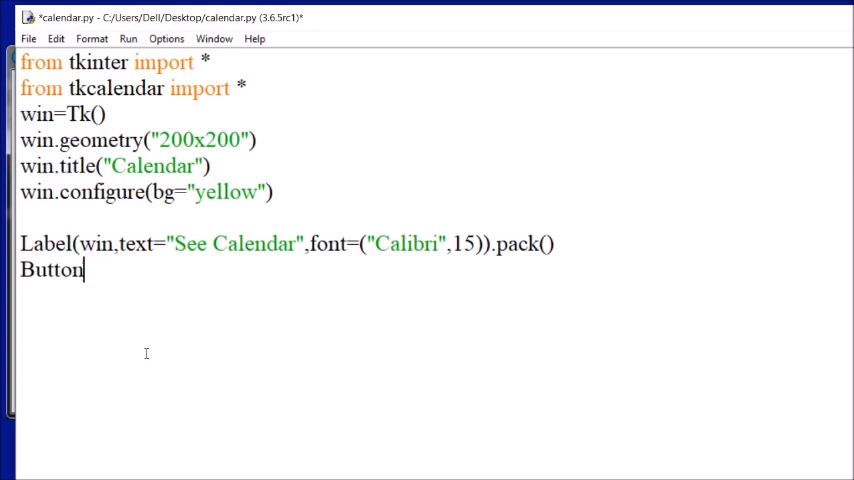 *calendar.py - C:/Users/Dell/Desktop/calendar.py (3.6.5rc1)*
File Edit Format Run Options Window Help
from tkinter import *
from tkcalendar import *
win=Tk()
win.geometry("200x200")
win.title("Calendar")
win.configure(bg="yellow")
Label(win,text="See Calendar",font=("Calibri",15)).pack()
Button